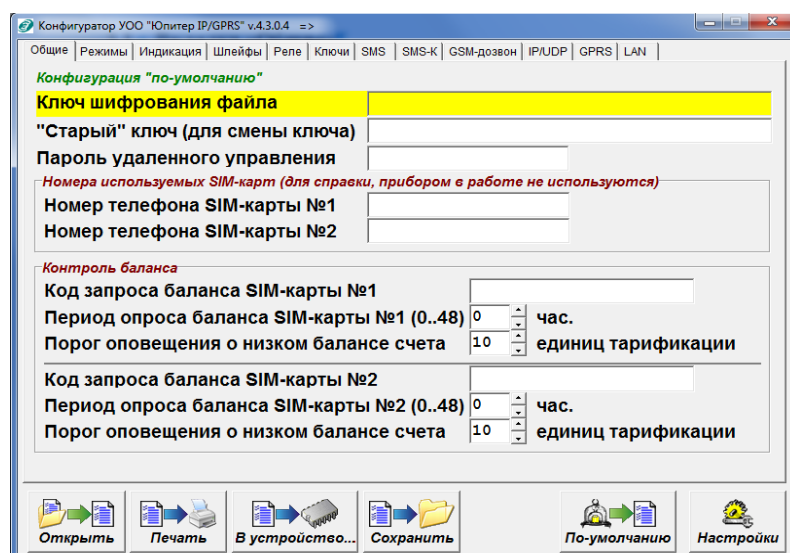 Конфигуратор УОО "Юпитер IP/GPRS" v.4.3.0.4 =>
Общие Режимы Индикация Шлейфы Реле Ключи SMS SMS-К GSM-дозвон IP/UDP GPRS LAN
Конфигурация "по-умолчанию"
Ключ шифрования файла
"Старый" ключ (для смены ключа)
Пароль удаленного управления
Номера используемых SIM-карт (для справки, прибором в работе не используются)
Номер телефона SIM-карты №1
Номер телефона SIM-карты №2
Контроль баланса
Код запроса баланса SIM-карты №1
Период опроса баланса SIM-карты №1 (0..48) 0 час.
Порог оповещения о низком балансе счета 10 единиц тарификации
Код запроса баланса SIM-карты №2
Период опроса баланса SIM-карты №2 (0..48) 0 час.
Порог оповещения о низком балансе счета 10 единиц тарификации
Открыть Печать В устройство... Сохранить По-умолчанию Настройки